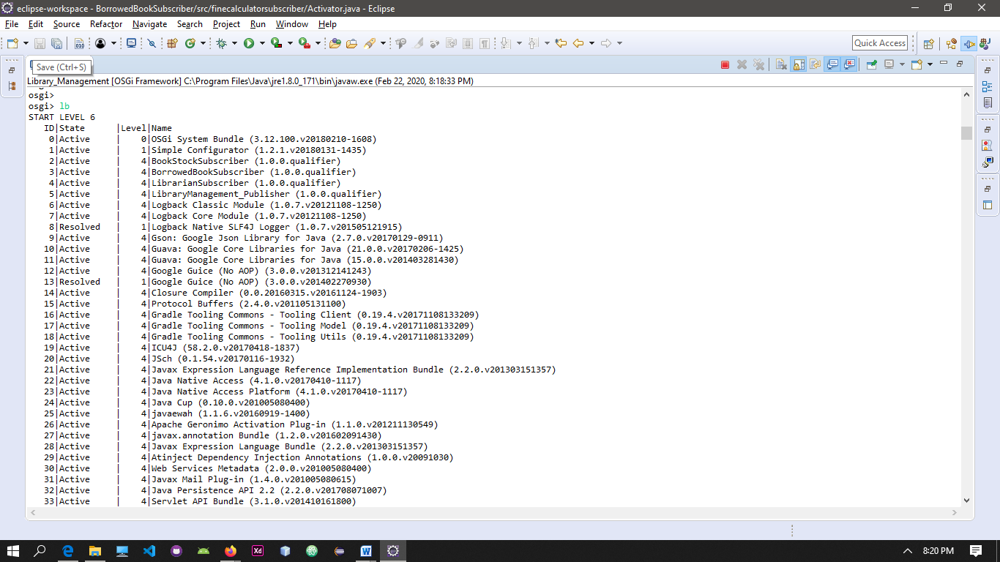 eclipse-workspace - BorrowedBookSubscriber/src/finecalculatorsubscriber/Activator.java - Eclipse
File Edit Source Refactor Navigate Search Project Run Window Help
Quick Access
Save (Ctrl+S)
Library_Management [OSGi Framework] C:\Program Files\Java\jre1.8.0_171\bin\javaw.exe (Feb 22, 2020, 8:18:33 PM)
osgi>
osgi> lb
START LEVEL 6
   ID|State      |Level|Name
    0|Active     |    0|OSGi System Bundle (3.12.100.v20180210-1608)
    1|Active     |    1|Simple Configurator (1.2.1.v20180131-1435)
    2|Active     |    4|BookStockSubscriber (1.0.0.qualifier)
    3|Active     |    4|BorrowedBookSubscriber (1.0.0.qualifier)
    4|Active     |    4|LibrarianSubscriber (1.0.0.qualifier)
    5|Active     |    4|LibraryManagement_Publisher (1.0.0.qualifier)
    6|Active     |    4|Logback Classic Module (1.0.7.v20121108-1250)
    7|Active     |    4|Logback Core Module (1.0.7.v20121108-1250)
    8|Resolved   |    1|Logback Native SLF4J Logger (1.0.7.v201505121915)
    9|Active     |    4|Gson: Google Json Library for Java (2.7.0.v20170129-0911)
   10|Active     |    4|Guava: Google Core Libraries for Java (21.0.0.v20170206-1425)
   11|Active     |    4|Guava: Google Core Libraries for Java (15.0.0.v201403281430)
   12|Active     |    4|Google Guice (No AOP) (3.0.0.v201312141243)
   13|Resolved   |    1|Google Guice (No AOP) (3.0.0.v201402270930)
   14|Active     |    4|Closure Compiler (0.0.20160315.v20161124-1903)
   15|Active     |    4|Protocol Buffers (2.4.0.v201105131100)
   16|Active     |    4|Gradle Tooling Commons - Tooling Client (0.19.4.v20171108133209)
   17|Active     |    4|Gradle Tooling Commons - Tooling Model (0.19.4.v20171108133209)
   18|Active     |    4|Gradle Tooling Commons - Tooling Utils (0.19.4.v20171108133209)
   19|Active     |    4|ICU4J (58.2.0.v20170418-1837)
   20|Active     |    4|JSch (0.1.54.v20170116-1932)
   21|Active     |    4|Javax Expression Language Reference Implementation Bundle (2.2.0.v201303151357)
   22|Active     |    4|Java Native Access (4.1.0.v20170410-1117)
   23|Active     |    4|Java Native Access Platform (4.1.0.v20170410-1117)
   24|Active     |    4|Java Cup (0.10.0.v201005080400)
   25|Active     |    4|javaewah (1.1.6.v20160919-1400)
   26|Active     |    4|Apache Geronimo Activation Plug-in (1.1.0.v201211130549)
   27|Active     |    4|javax.annotation Bundle (1.2.0.v201602091430)
   28|Active     |    4|Javax Expression Language Bundle (2.2.0.v201303151357)
   29|Active     |    4|Atinject Dependency Injection Annotations (1.0.0.v20091030)
   30|Active     |    4|Web Services Metadata (2.0.0.v201005080400)
   31|Active     |    4|Javax Mail Plug-in (1.4.0.v201005080615)
   32|Active     |    4|Java Persistence API 2.2 (2.2.0.v201708071007)
   33|Active     |    4|Servlet API Bundle (3.1.0.v201410161800)
Xd
8:20 PM